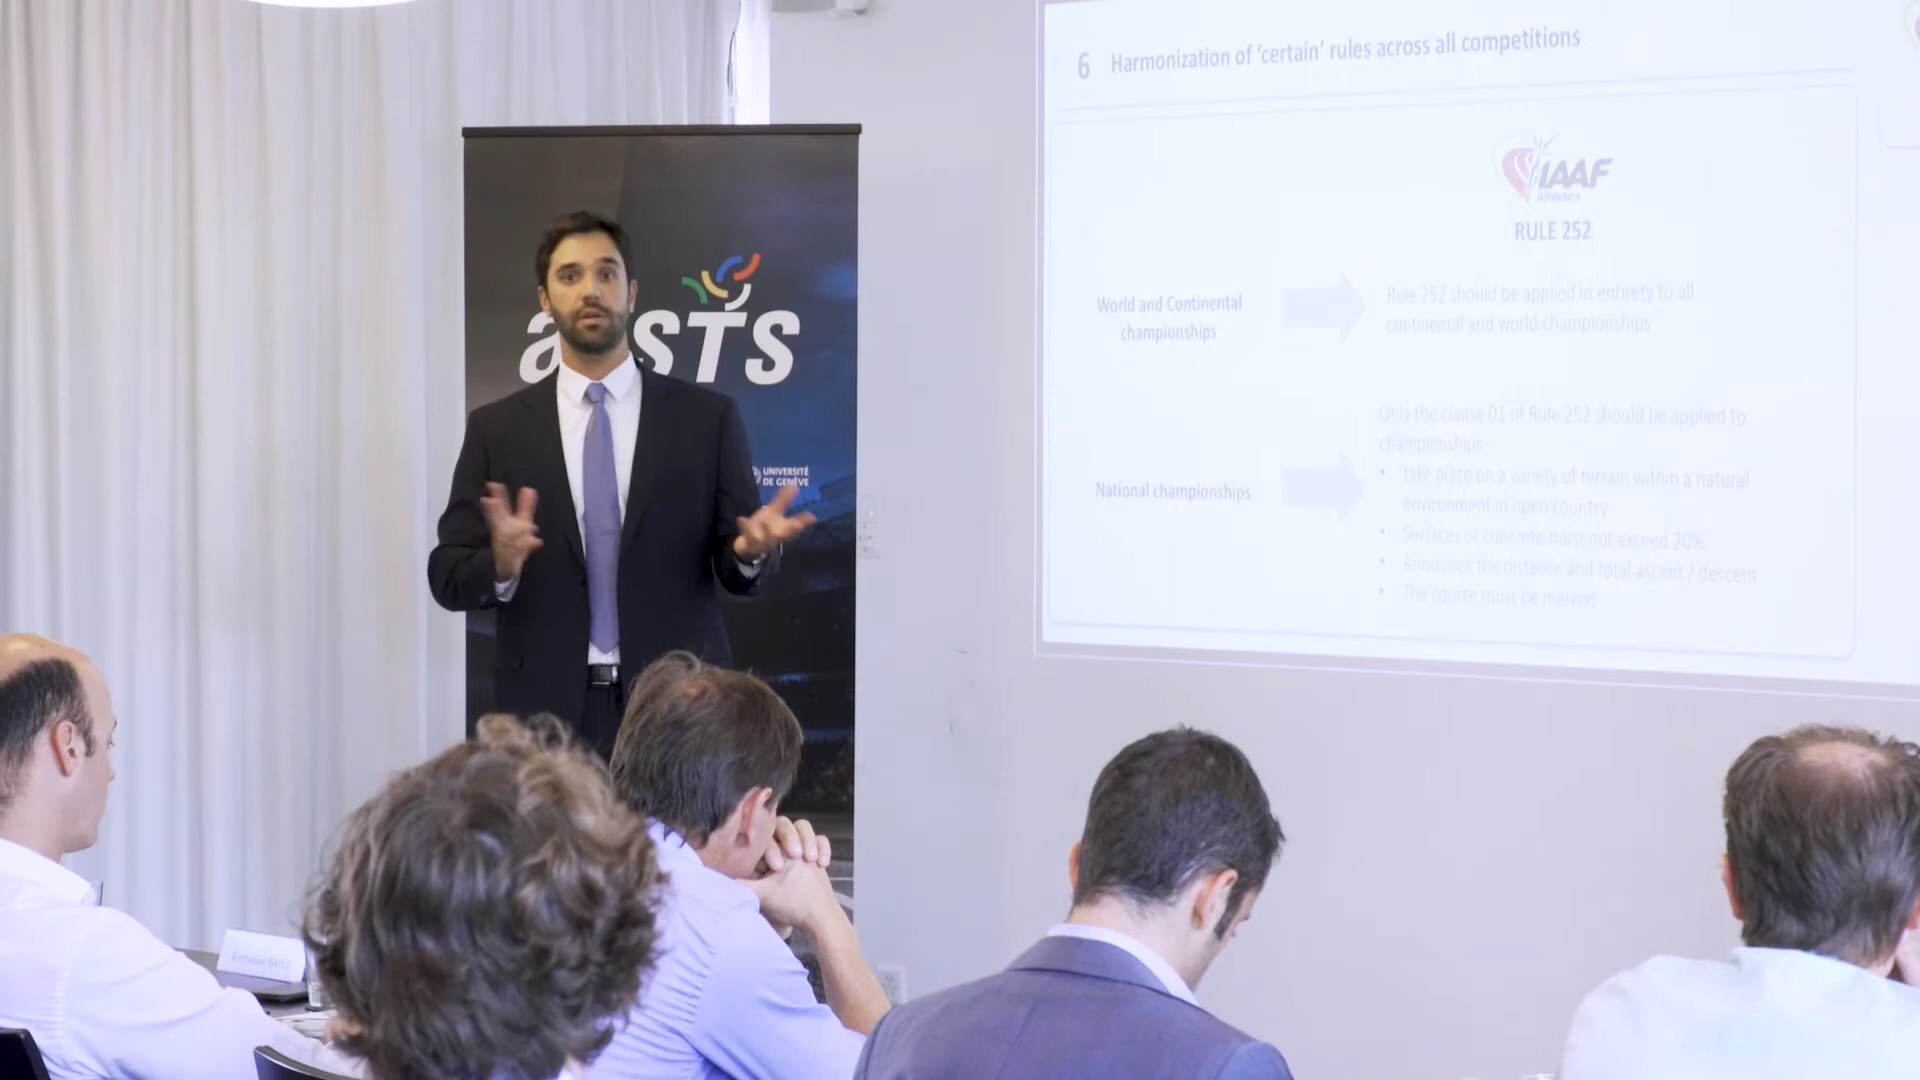 6 Harmonization of ‘certain’ rules across all competitions
IAAF
Athletics
RULE 252
World and Continental
championships
Rule 252 should be applied in entirety to all
continental and world championships
Only the clause 01 of Rule 252 should be applied to
championships
National championships
• Take place on a variety of terrain within a natural
environment in open country
• Surfaces or concrete must not exceed 20%
• Announce the distance and total ascent / descent
• The course must be marked
STS
UNIVERSITÉ
DE GENÈVE